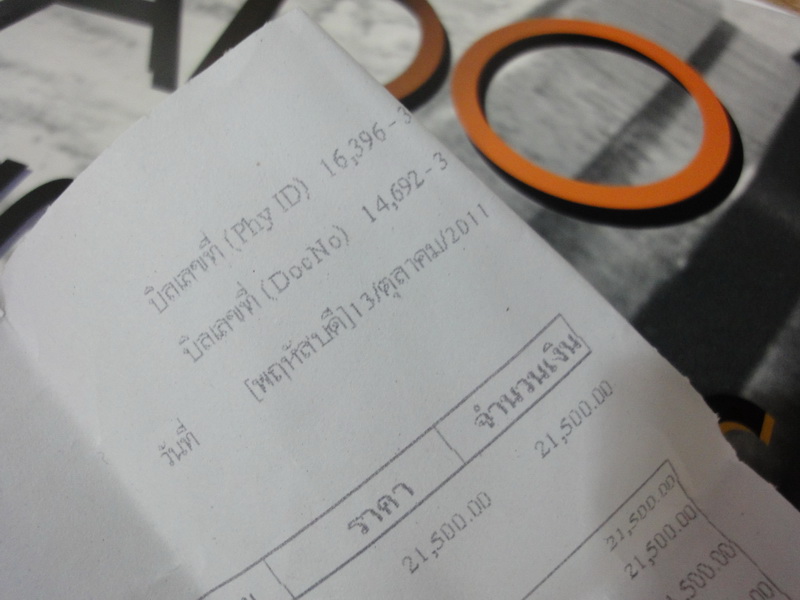 บิลเลขที่ (Phy ID) 16,396-3
บิลเลขที่ (DocNo) 14,692-3
วันที่ [พฤหัสบดี]13/ตุลาคม/2011
ราคา จำนวนเงิน
21,500.00 21,500.00
21,500.00
21,500.00